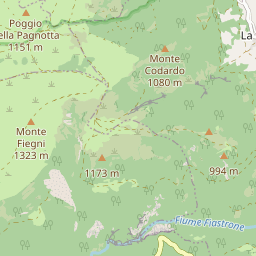 Poggio
ella Pagnotta
1151 m
Monte
Codardo
1080 m
La
Monte
Fiegni
1323 m
1173 m
994 m
Fiume Fiastrone